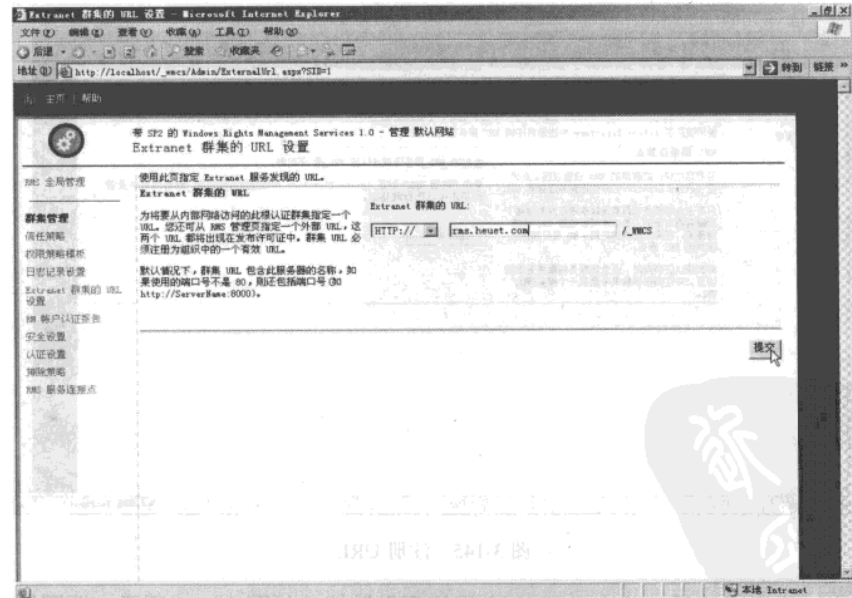 Extranet 群集的 URL 设置 - Microsoft Internet Explorer
文件(F) 编辑(E) 查看(V) 收藏(A) 工具(T) 帮助(H)
后退 搜索 收藏夹
地址(D) http://localhost/_wmcs/Admin/ExternalUrl.aspx?SID=1 转到 链接 »
主页 | 帮助
带 SP2 的 Windows Rights Management Services 1.0 - 管理 默认网站
Extranet 群集的 URL 设置
RMS 全局管理
群集管理
信任策略
权限策略模板
日志记录设置
Extranet 群集的 URL
设置
RM 帐户认证服务
安全设置
认证设置
排除策略
RMS 服务连接点
使用此页指定 Extranet 服务发现的 URL。
Extranet 群集的 URL
为将要从内部网络访问的此根认证群集指定一个
URL。您还可从 RMS 管理页指定一个外部 URL，这
两个 URL 都将出现在发布许可证中。群集 URL 必
须注册为组织中的一个有效 URL。
默认情况下，群集 URL 包含此服务器的名称，如
果使用的端口号不是 80，则还包括端口号(如
http://ServerName:8000)。
Extranet 群集的 URL:
HTTP:// rms.heuet.com /_WMCS
提交
本地 Intranet